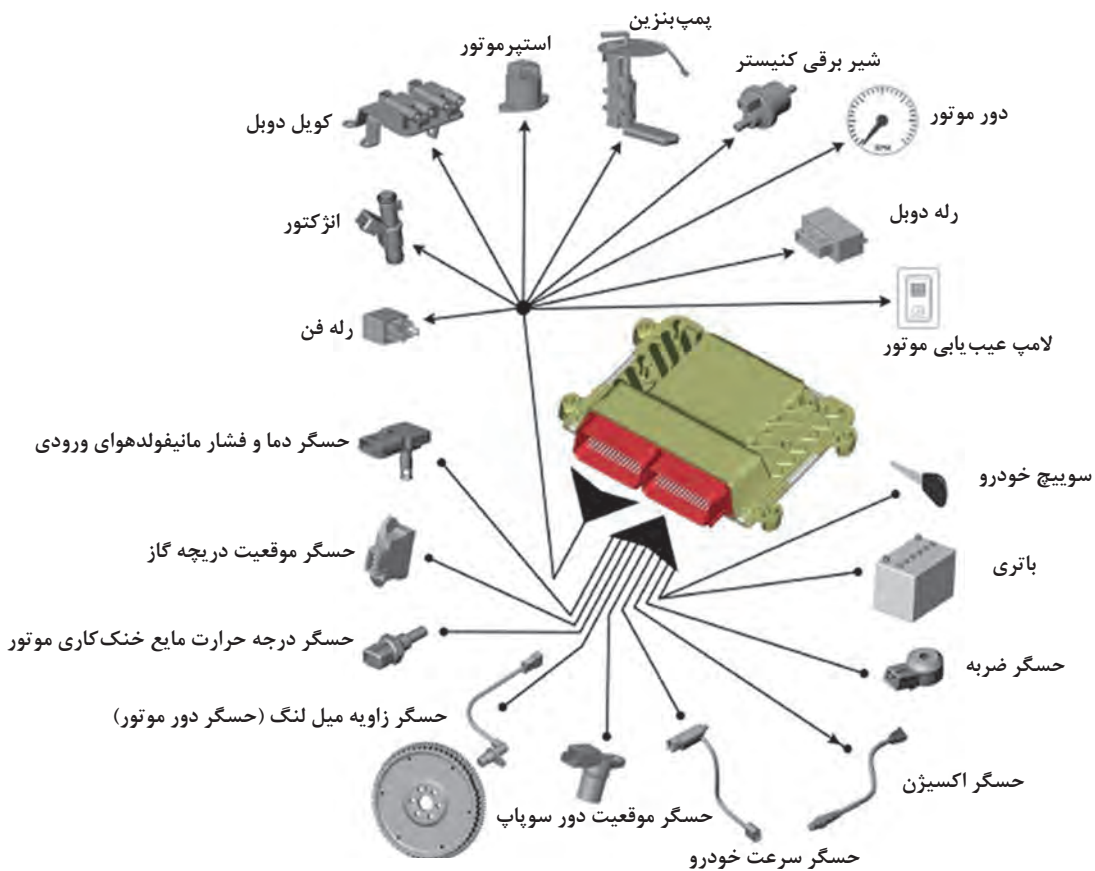 پمپ‌بنزین
استپرموتور
شیر برقی کنیستر
کویل دوبل
دور موتور
RPM
انژکتور
رله دوبل
رله فن
لامپ عیب‌یابی موتور
حسگر دما و فشار مانیفولدهوای ورودی
سوییچ خودرو
حسگر موقعیت دریچه گاز
باتری
حسگر درجه حرارت مایع خنک‌کاری موتور
حسگر ضربه
حسگر زاویه میل لنگ (حسگر دور موتور)
حسگر اکسیژن
حسگر موقعیت دور سوپاپ
حسگر سرعت خودرو